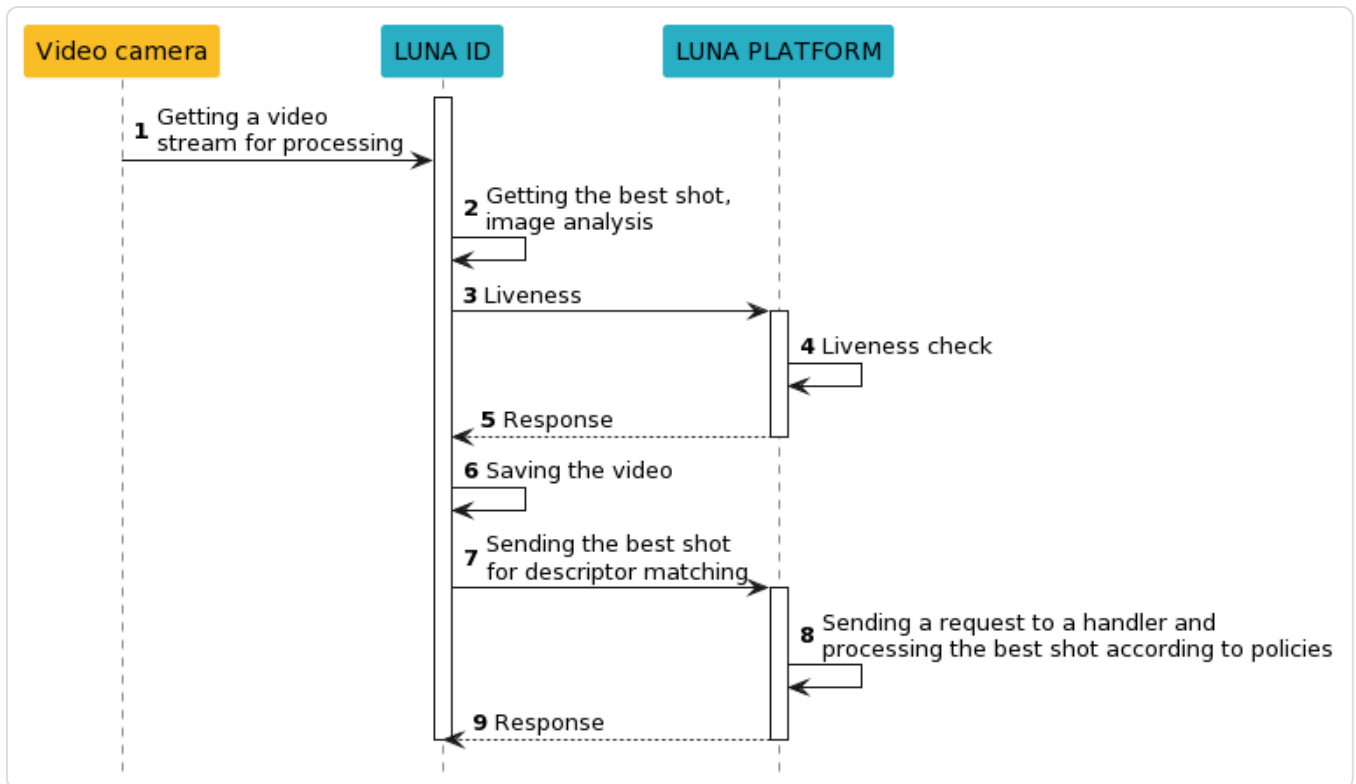 Video camera
LUNA ID
LUNA PLATFORM
1 Getting a video
stream for processing
2 Getting the best shot,
image analysis
3 Liveness
4 Liveness check
5 Response
6 Saving the video
7 Sending the best shot
for descriptor matching
8 Sending a request to a handler and
processing the best shot according to policies
9 Response